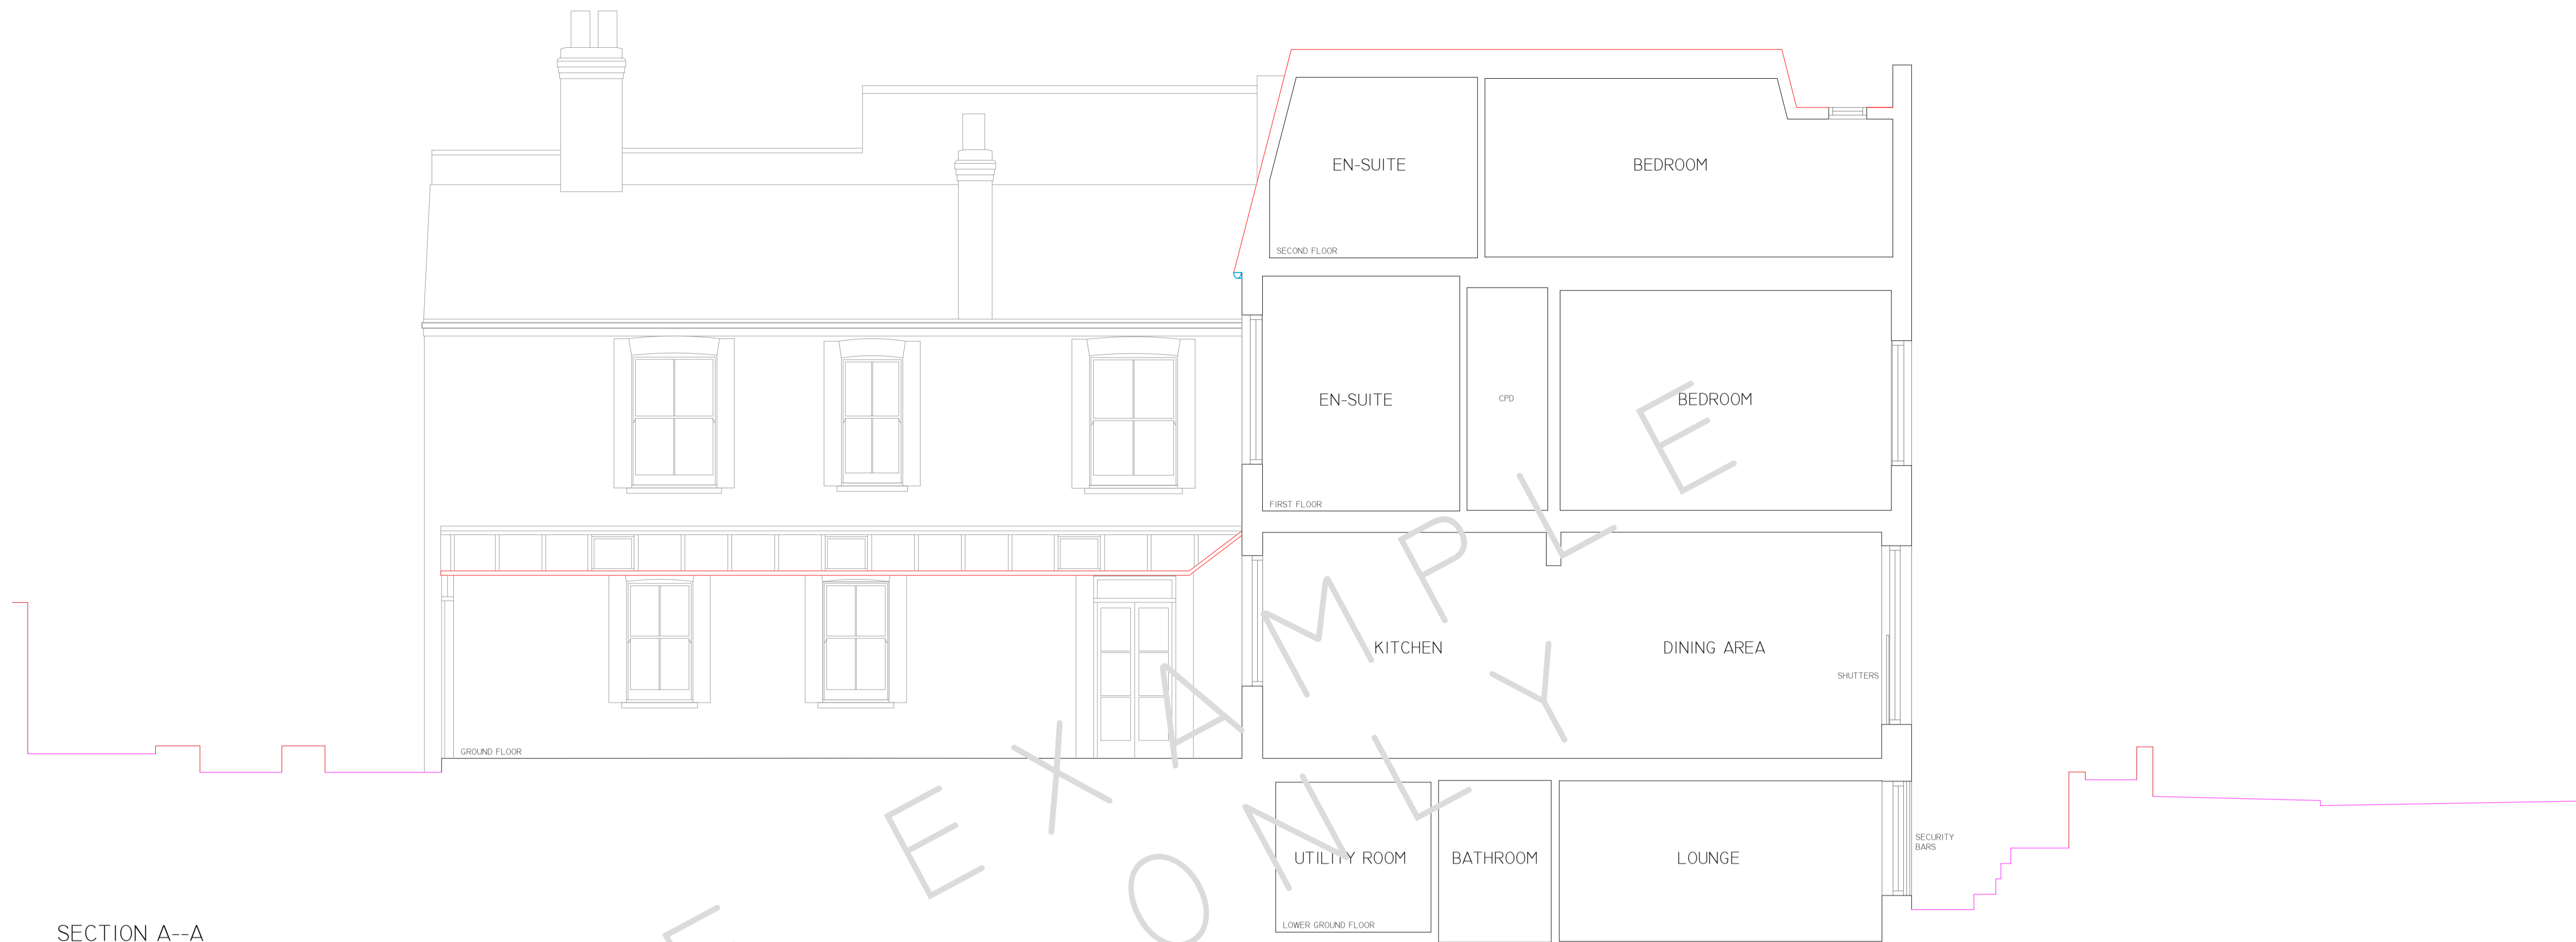 EN-SUITE
BEDROOM
SECOND FLOOR
EN-SUITE
CPD
BEDROOM
FIRST FLOOR
KITCHEN
DINING AREA
SHUTTERS
GROUND FLOOR
UTILITY ROOM
BATHROOM
LOUNGE
SECURITY
BARS
LOWER GROUND FLOOR
SECTION A--A
EXAMPLE
ONLY